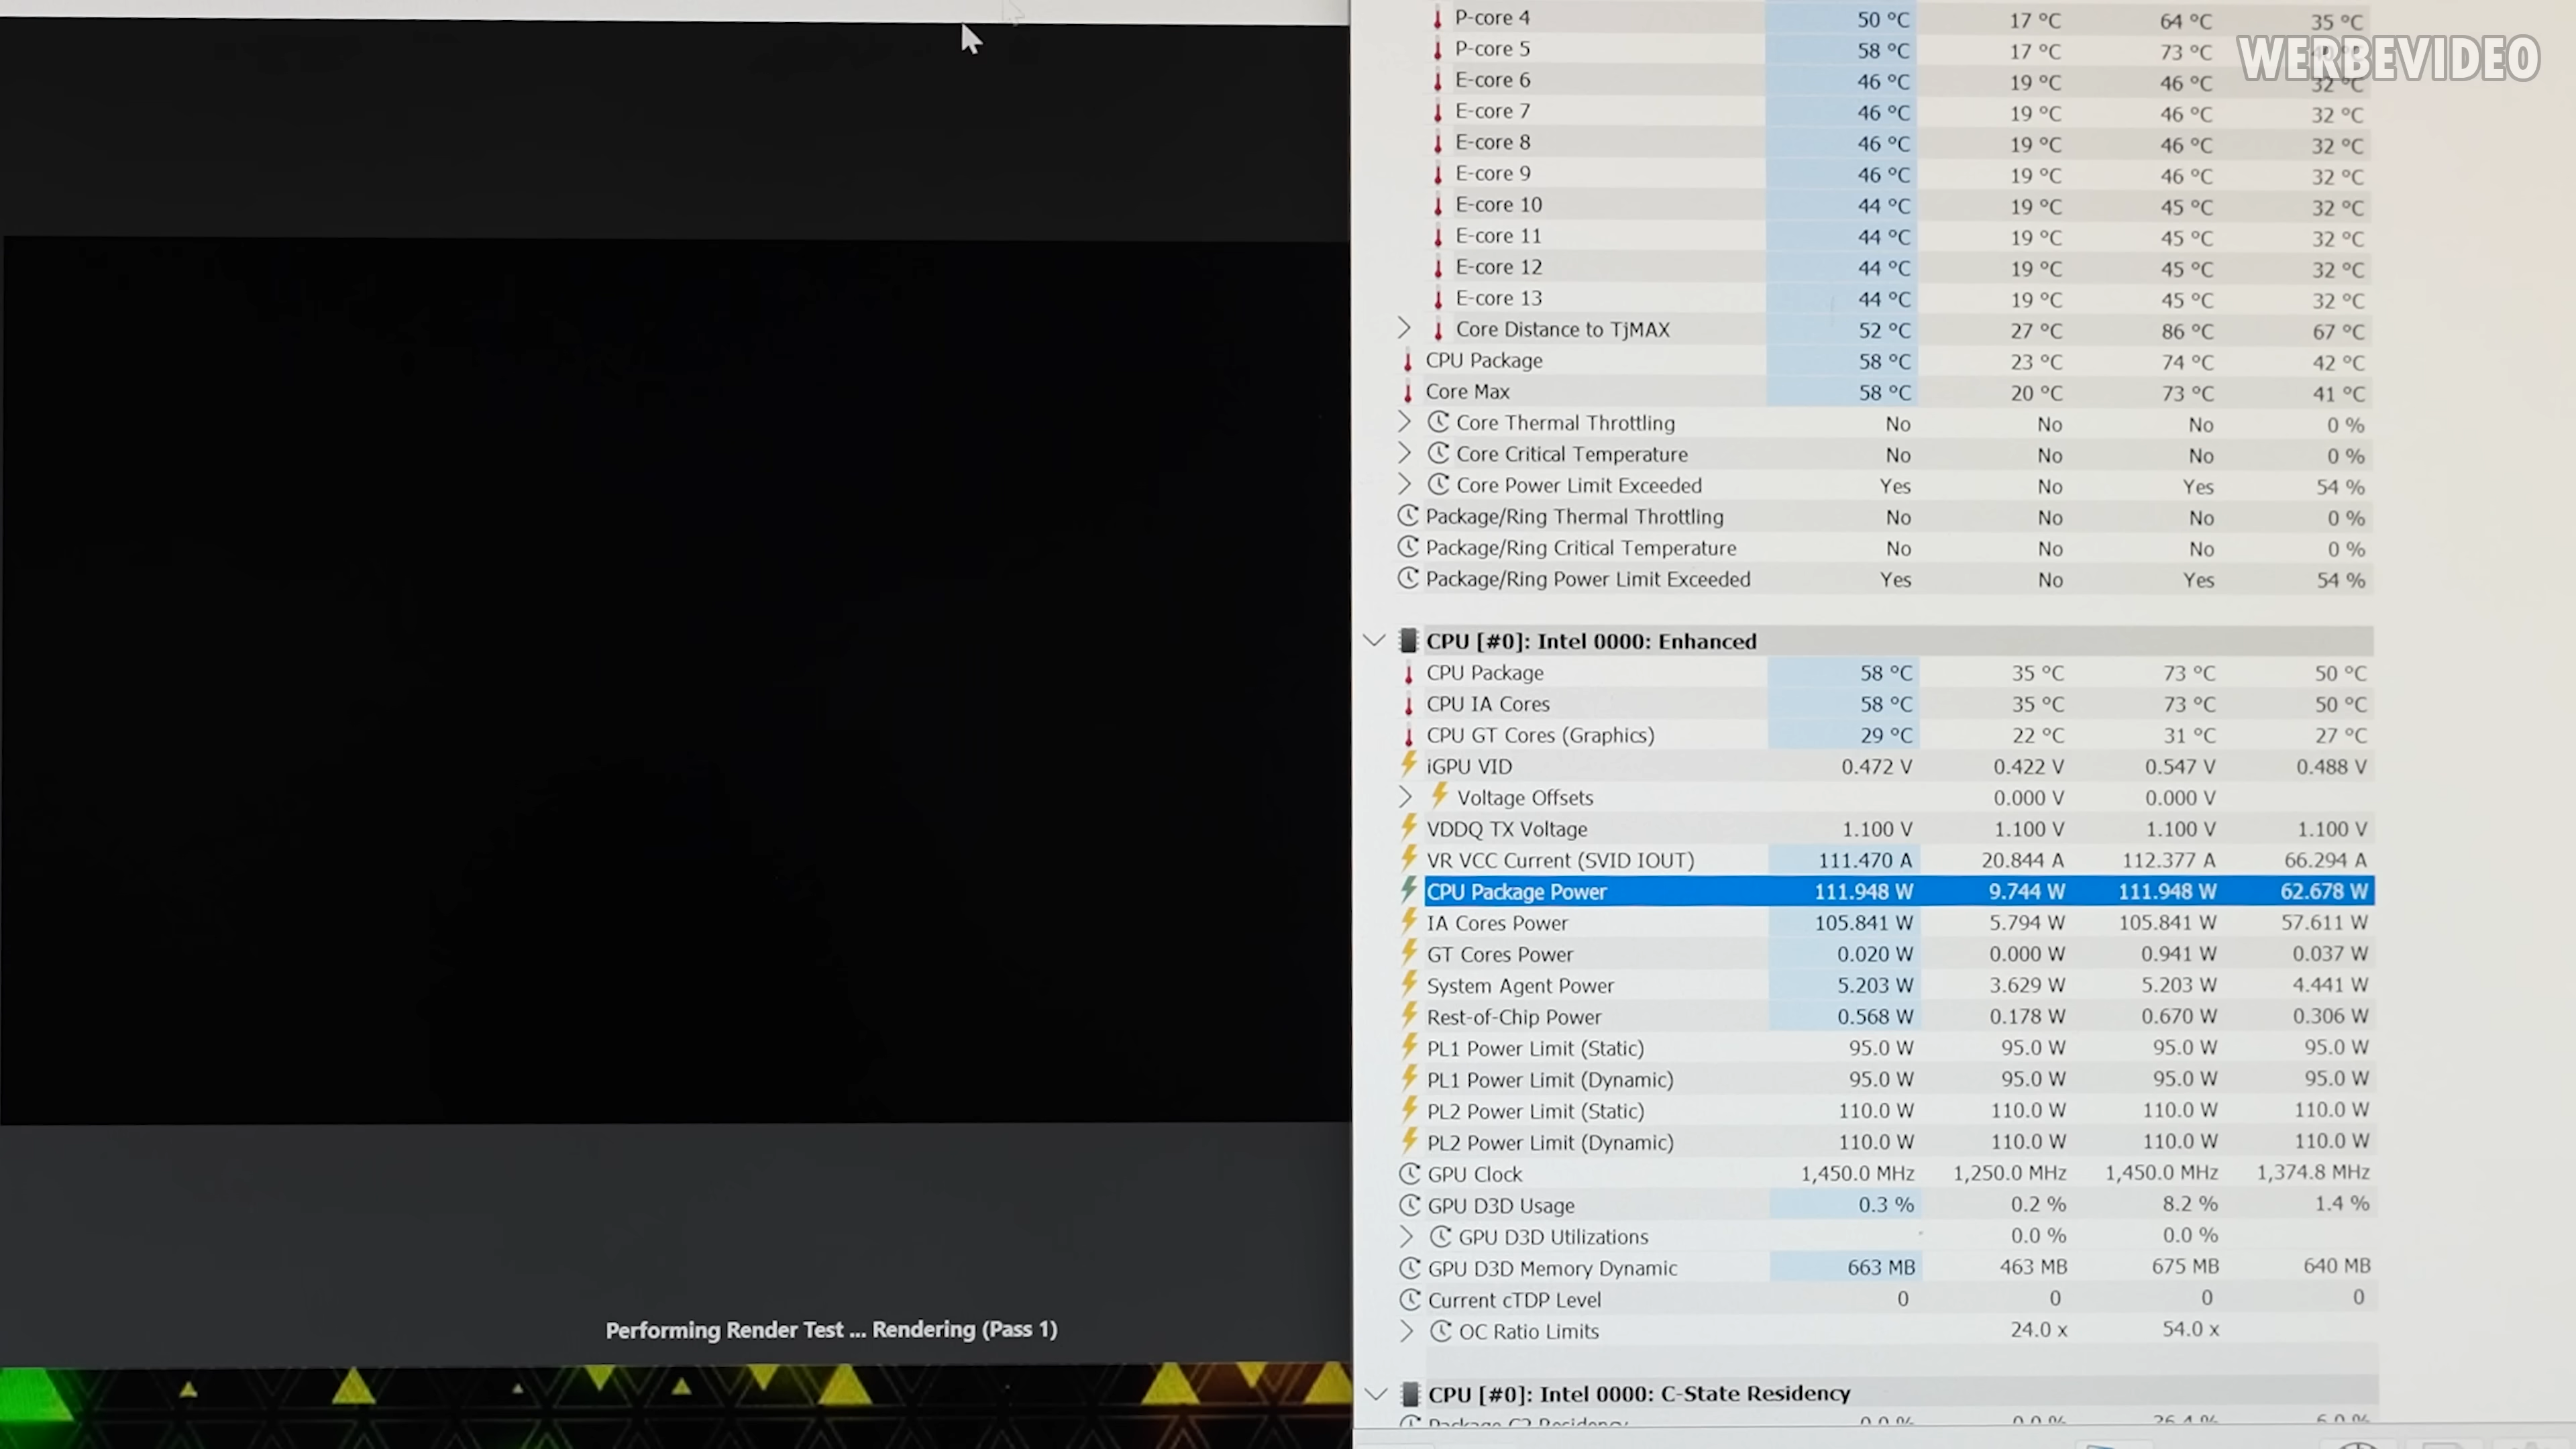 WERBEVIDEO
P-core 4 50 °C 17 °C 64 °C 35 °C
P-core 5 58 °C 17 °C 73 °C
E-core 6 46 °C 19 °C 46 °C 32 °C
E-core 7 46 °C 19 °C 46 °C 32 °C
E-core 8 46 °C 19 °C 46 °C 32 °C
E-core 9 46 °C 19 °C 46 °C 32 °C
E-core 10 44 °C 19 °C 45 °C 32 °C
E-core 11 44 °C 19 °C 45 °C 32 °C
E-core 12 44 °C 19 °C 45 °C 32 °C
E-core 13 44 °C 19 °C 45 °C 32 °C
Core Distance to TjMAX 52 °C 27 °C 86 °C 67 °C
CPU Package 58 °C 23 °C 74 °C 42 °C
Core Max 58 °C 20 °C 73 °C 41 °C
Core Thermal Throttling No No No 0 %
Core Critical Temperature No No No 0 %
Core Power Limit Exceeded Yes No Yes 54 %
Package/Ring Thermal Throttling No No No 0 %
Package/Ring Critical Temperature No No No 0 %
Package/Ring Power Limit Exceeded Yes No Yes 54 %
CPU [#0]: Intel 0000: Enhanced
CPU Package 58 °C 35 °C 73 °C 50 °C
CPU IA Cores 58 °C 35 °C 73 °C 50 °C
CPU GT Cores (Graphics) 29 °C 22 °C 31 °C 27 °C
iGPU VID 0.472 V 0.422 V 0.547 V 0.488 V
Voltage Offsets 0.000 V 0.000 V
VDDQ TX Voltage 1.100 V 1.100 V 1.100 V 1.100 V
VR VCC Current (SVID IOUT) 111.470 A 20.844 A 112.377 A 66.294 A
CPU Package Power 111.948 W 9.744 W 111.948 W 62.678 W
IA Cores Power 105.841 W 5.794 W 105.841 W 57.611 W
GT Cores Power 0.020 W 0.000 W 0.941 W 0.037 W
System Agent Power 5.203 W 3.629 W 5.203 W 4.441 W
Rest-of-Chip Power 0.568 W 0.178 W 0.670 W 0.306 W
PL1 Power Limit (Static) 95.0 W 95.0 W 95.0 W 95.0 W
PL1 Power Limit (Dynamic) 95.0 W 95.0 W 95.0 W 95.0 W
PL2 Power Limit (Static) 110.0 W 110.0 W 110.0 W 110.0 W
PL2 Power Limit (Dynamic) 110.0 W 110.0 W 110.0 W 110.0 W
GPU Clock 1,450.0 MHz 1,250.0 MHz 1,450.0 MHz 1,374.8 MHz
GPU D3D Usage 0.3 % 0.2 % 8.2 % 1.4 %
GPU D3D Utilizations 0.0 % 0.0 %
GPU D3D Memory Dynamic 663 MB 463 MB 675 MB 640 MB
Current cTDP Level 0 0 0 0
OC Ratio Limits 24.0 x 54.0 x
CPU [#0]: Intel 0000: C-State Residency
Performing Render Test ... Rendering (Pass 1)